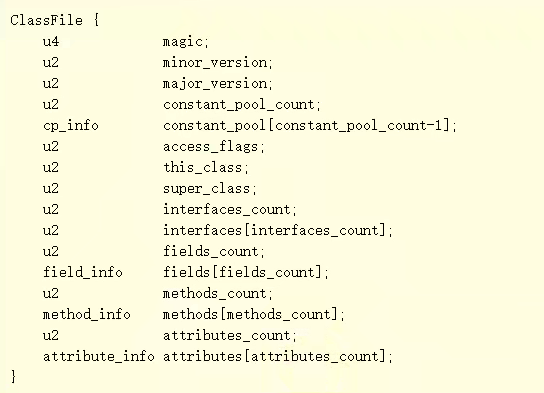 ClassFile {
u4 magic;
u2 minor_version;
u2 major_version;
u2 constant_pool_count;
cp_info constant_pool[constant_pool_count-1];
u2 access_flags;
u2 this_class;
u2 super_class;
u2 interfaces_count;
u2 interfaces[interfaces_count];
u2 fields_count;
field_info fields[fields_count];
u2 methods_count;
method_info methods[methods_count];
u2 attributes_count;
attribute_info attributes[attributes_count];
}